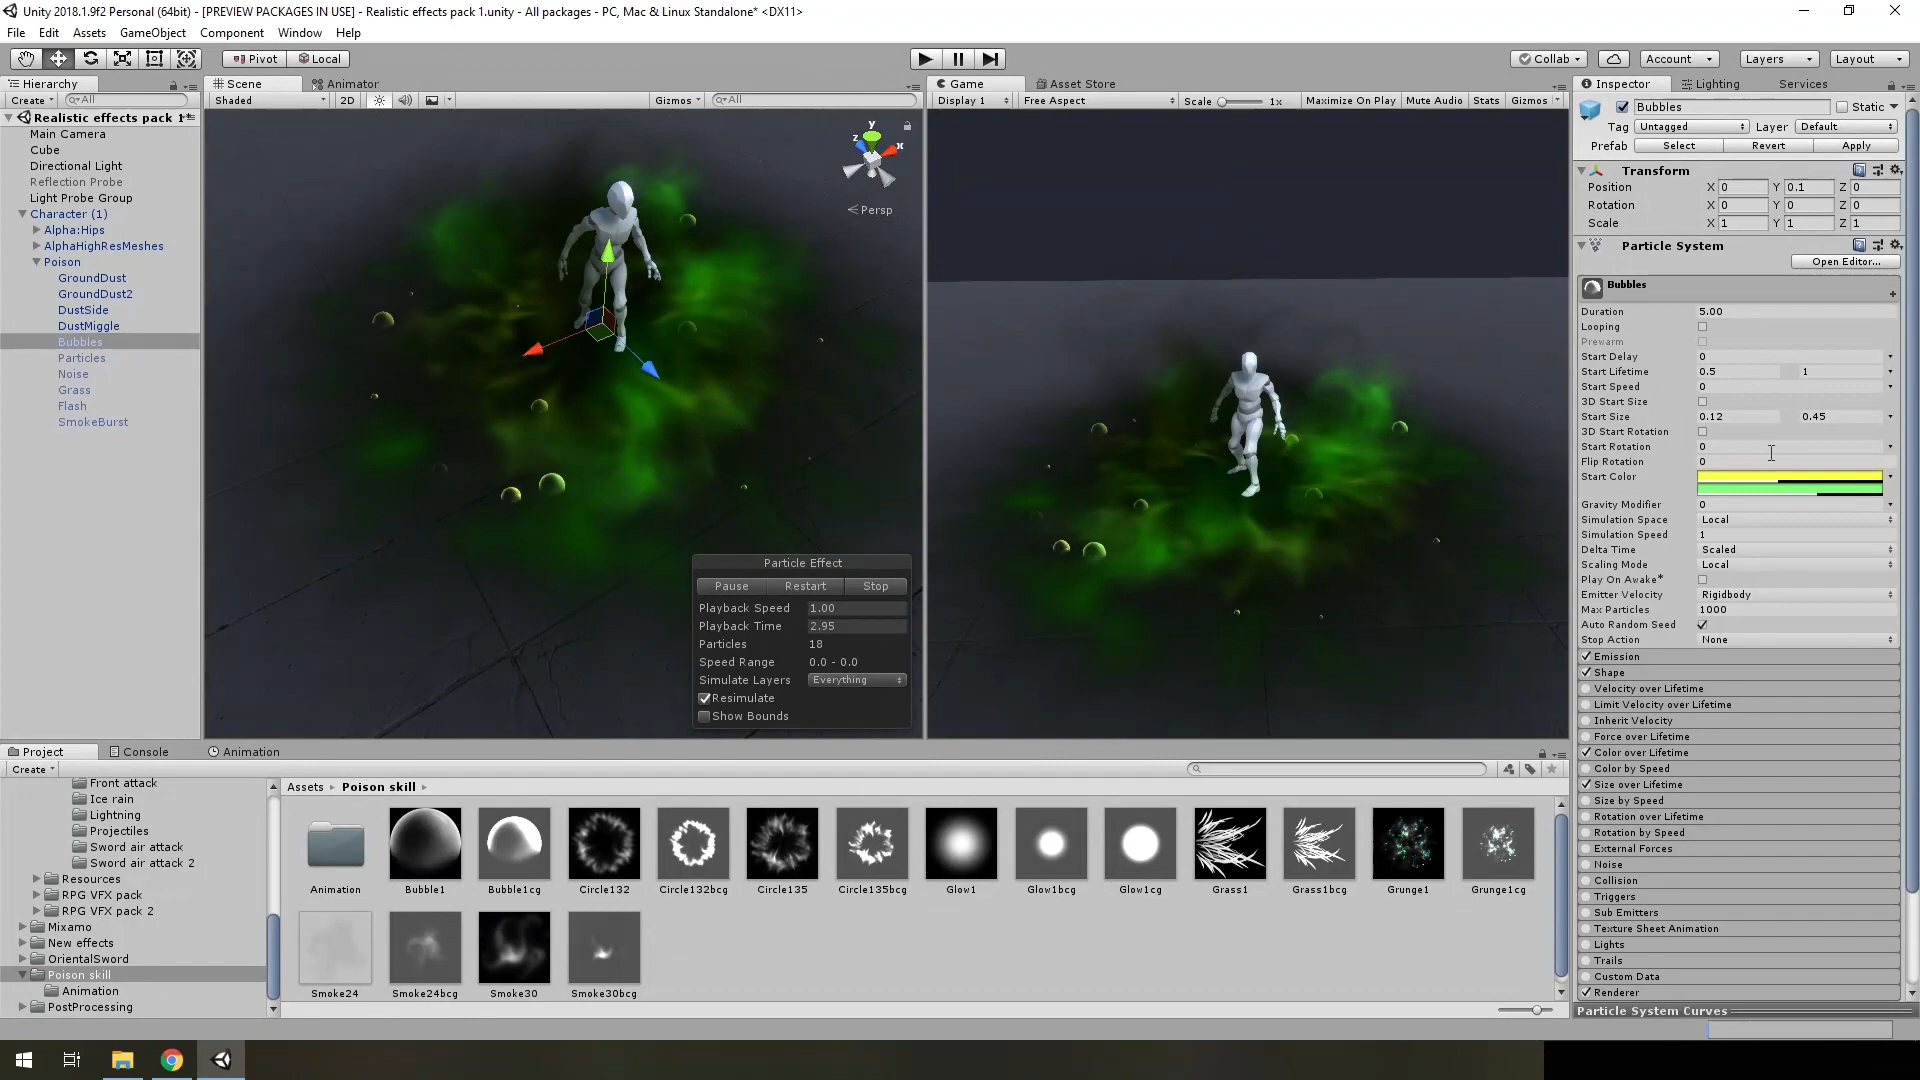 Unity 2018.1.9f2 Personal (64bit) - [PREVIEW PACKAGES IN USE] - Realistic effects pack 1.unity - All packages - PC, Mac & Linux Standalone* <DX11>
File Edit Assets GameObject Component Window Help
Pivot Local Collab Account Layers Layout
Hierarchy
Create All
Realistic effects pack 1*
Main Camera
Cube
Directional Light
Reflection Probe
Light Probe Group
Character (1)
Alpha:Hips
AlphaHighResMeshes
Poison
GroundDust
GroundDust2
DustSide
DustMiggle
Bubbles
Particles
Noise
Grass
Flash
SmokeBurst
Scene Animator
Shaded 2D Gizmos All
y
z x
Persp
Particle Effect
Pause Restart Stop
Playback Speed 1.00
Playback Time 2.95
Particles 18
Speed Range 0.0 - 0.0
Simulate Layers Everything
Resimulate
Show Bounds
Game Asset Store
Display 1 Free Aspect Scale 1x Maximize On Play Mute Audio Stats Gizmos
Inspector Lighting Services
Bubbles Static
Tag Untagged Layer Default
Prefab Select Revert Apply
Transform
Position X 0 Y 0.1 Z 0
Rotation X 0 Y 0 Z 0
Scale X 1 Y 1 Z 1
Particle System
Open Editor...
Bubbles
Duration 5.00
Looping
Prewarm
Start Delay 0
Start Lifetime 0.5 1
Start Speed 0
3D Start Size
Start Size 0.12 0.45
3D Start Rotation
Start Rotation 0
Flip Rotation 0
Start Color
Gravity Modifier 0
Simulation Space Local
Simulation Speed 1
Delta Time Scaled
Scaling Mode Local
Play On Awake*
Emitter Velocity Rigidbody
Max Particles 1000
Auto Random Seed
Stop Action None
Emission
Shape
Velocity over Lifetime
Limit Velocity over Lifetime
Inherit Velocity
Force over Lifetime
Color over Lifetime
Color by Speed
Size over Lifetime
Size by Speed
Rotation over Lifetime
Rotation by Speed
External Forces
Noise
Collision
Triggers
Sub Emitters
Texture Sheet Animation
Lights
Trails
Custom Data
Renderer
Particle System Curves
Project Console Animation
Create
Front attack
Ice rain
Lightning
Projectiles
Sword air attack
Sword air attack 2
Resources
RPG VFX pack
RPG VFX pack 2
Mixamo
New effects
OrientalSword
Poison skill
Animation
PostProcessing
Assets Poison skill
Animation Bubble1 Bubble1cg Circle132 Circle132bcg Circle135 Circle135bcg Glow1 Glow1bcg Glow1cg Grass1 Grass1bcg Grunge1 Grunge1cg
Smoke24 Smoke24bcg Smoke30 Smoke30bcg